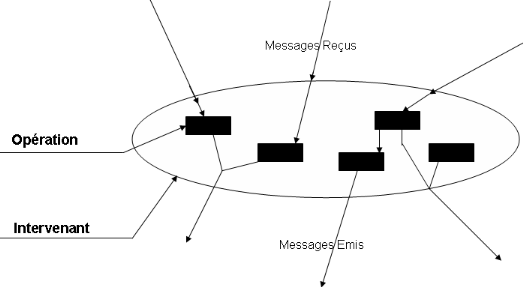 Messages Reçus
Opération
Intervenant
Messages Emis